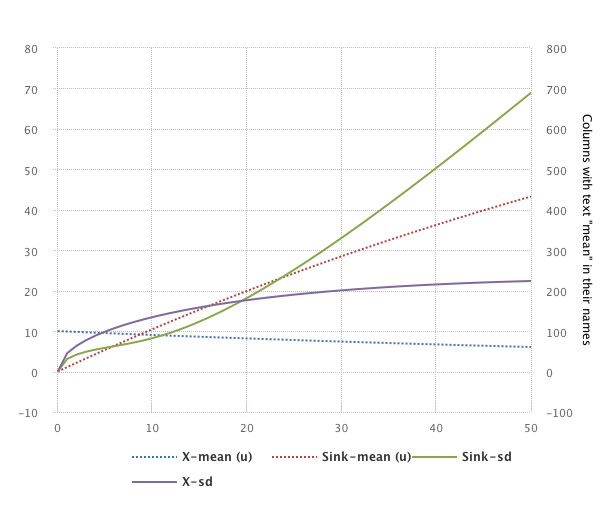 80 800
70 700
60 600
50 500
40 400
30 300
20 200
10 100
0 0
−10 −100
0 10 20 30 40 50
Columns with text "mean" in their names
X−mean (u) Sink−mean (u) Sink−sd
X−sd